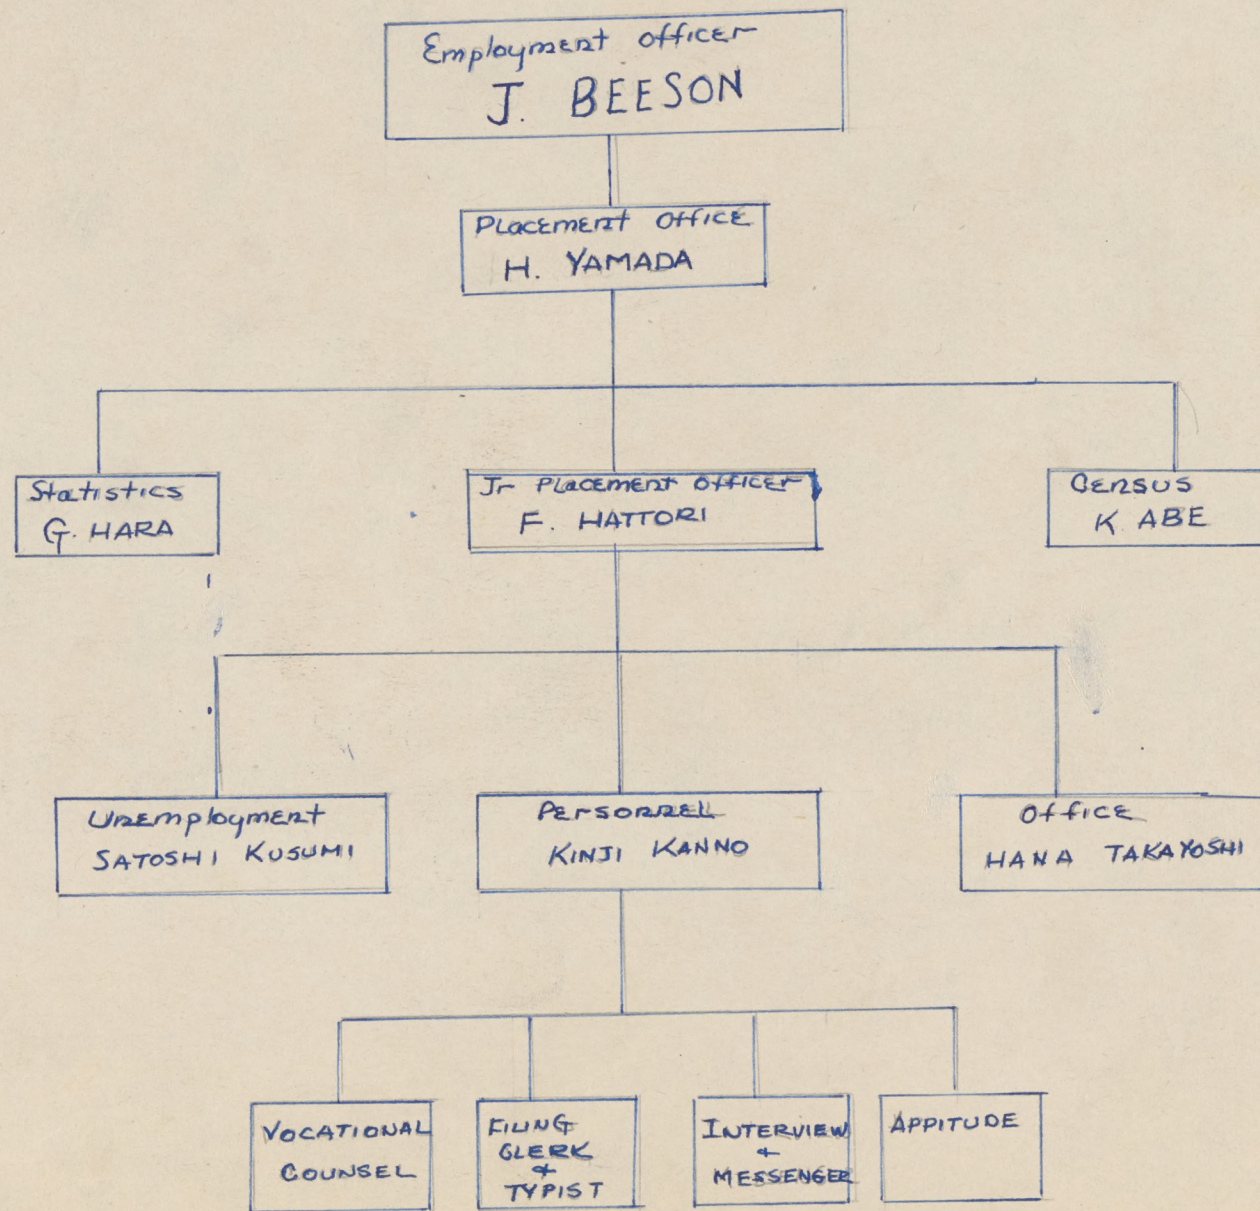 Employment Officer
J. BEESON
Placement Office
H. YAMADA
Statistics
G. HARA
Jr Placement Officer
F. HATTORI
Census
K ABE
Unemployment
SATOSHI KUSUMI
Personnel
KINJI KANNO
Office
HANA TAKAYOSHI
VOCATIONAL
COUNSEL
FILING
CLERK
+
TYPIST
INTERVIEW
+
MESSENGER
APPITUDE